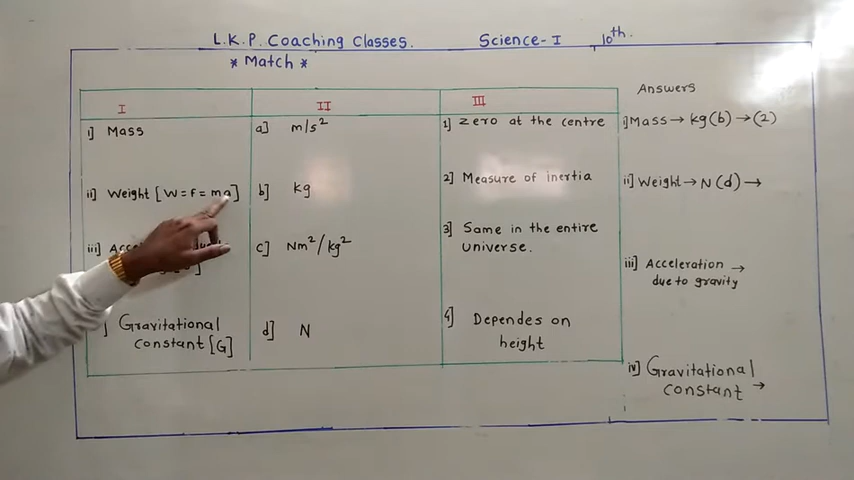 L.K.P. Coaching Classes. Science-I 10th.
* Match *
I II III
i] Mass a] m/s² 1] Zero at the centre
ii] Weight [W=F=ma] b] kg 2] Measure of inertia
iii] c] Nm²/kg² 3] Same in the entire
universe.
] Gravitational d] N 4] Dependes on
constant [G] height
Answers
i] Mass → kg(b) → (2)
ii] Weight → N(d) →
iii] Acceleration →
due to gravity
iv] Gravitational
constant →